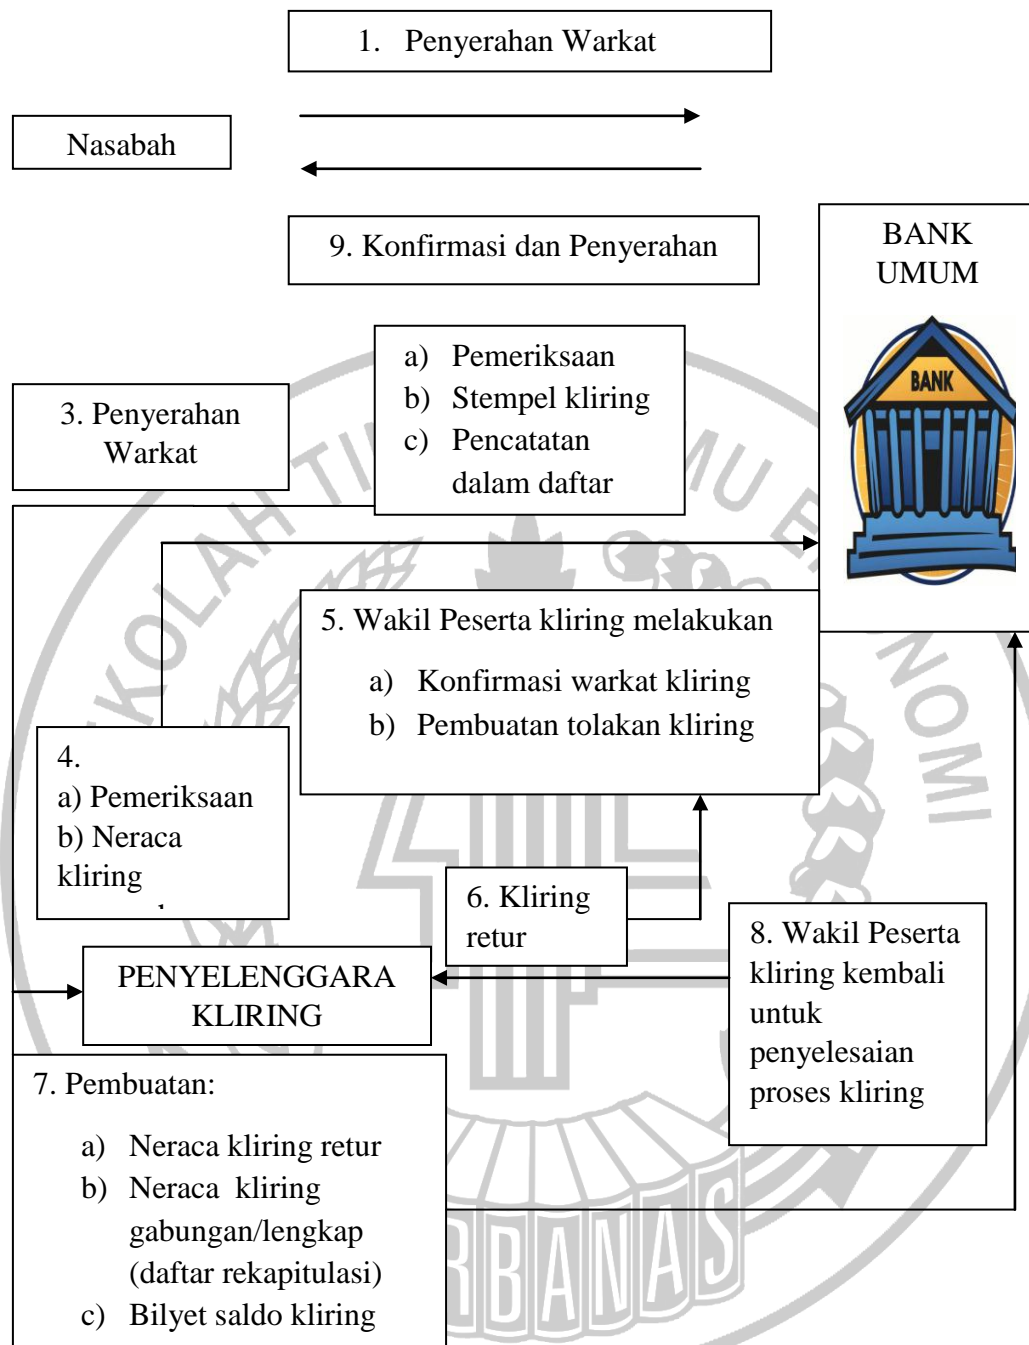 1. Penyerahan Warkat
Nasabah
9. Konfirmasi dan Penyerahan
BANK
UMUM
BANK
a) Pemeriksaan
b) Stempel kliring
c) Pencatatan
dalam daftar
3. Penyerahan
Warkat
5. Wakil Peserta kliring melakukan
a) Konfirmasi warkat kliring
b) Pembuatan tolakan kliring
4.
a) Pemeriksaan
b) Neraca
kliring
6. Kliring
retur
8. Wakil Peserta
kliring kembali
untuk
penyelesaian
proses kliring
PENYELENGGARA
KLIRING
7. Pembuatan:
a) Neraca kliring retur
b) Neraca kliring
gabungan/lengkap
(daftar rekapitulasi)
c) Bilyet saldo kliring